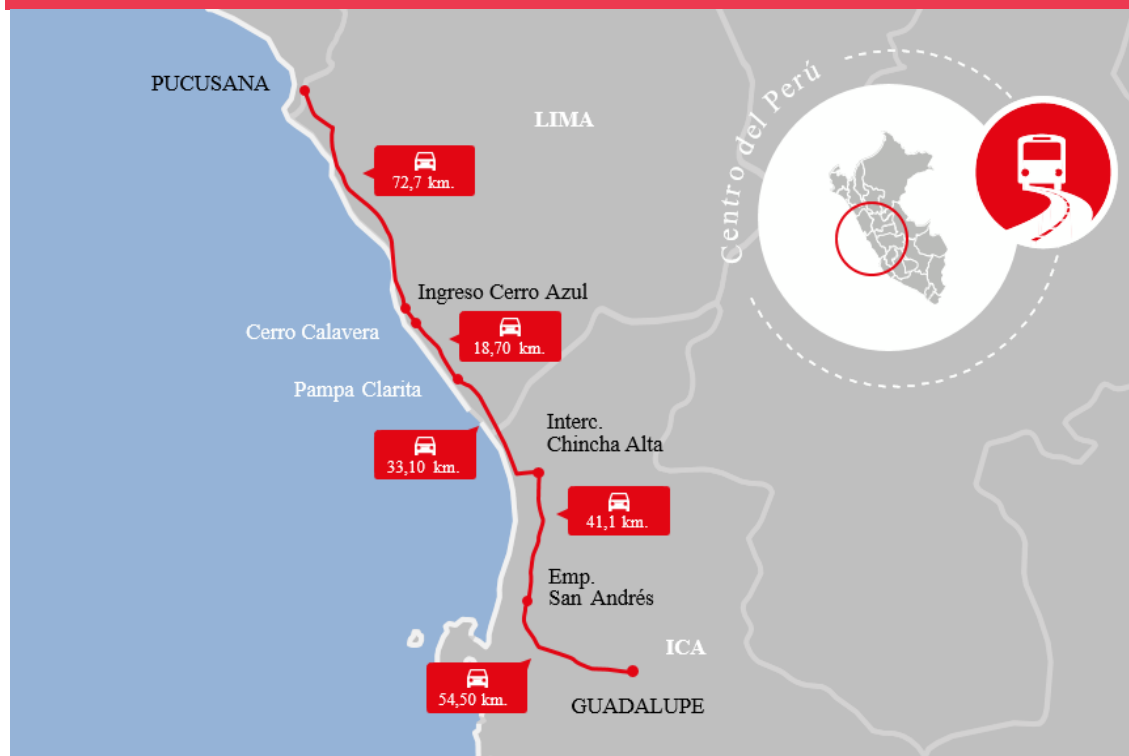 Centro del Perú
PUCUSANA
LIMA
72,7 km.
Ingreso Cerro Azul
Cerro Calavera
18,70 km.
Pampa Clarita
Interc.
Chincha Alta
33,10 km.
41,1 km.
Emp.
San Andrés
ICA
54,50 km.
GUADALUPE